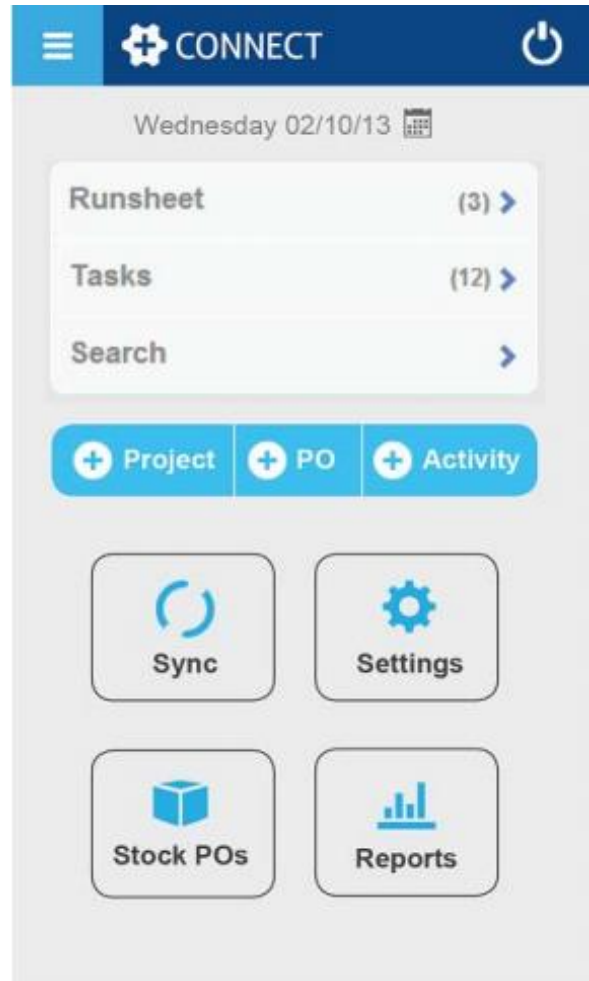 CONNECT
Wednesday 02/10/13
Runsheet (3)
Tasks (12)
Search
Project PO Activity
Sync Settings
Stock POs Reports